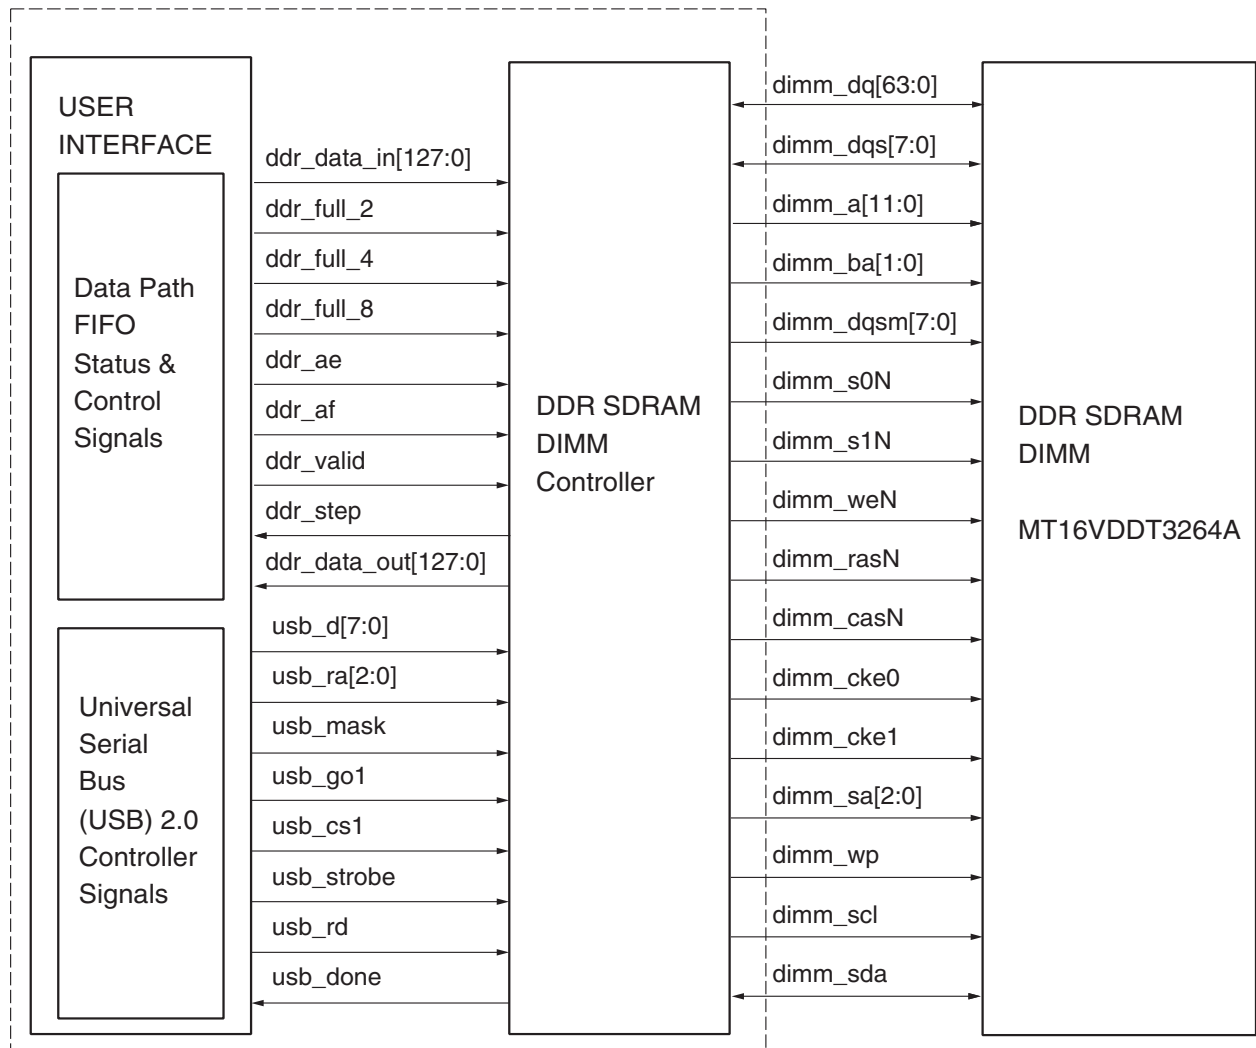 USER
INTERFACE
Data Path
FIFO
Status &
Control
Signals
Universal
Serial
Bus
(USB) 2.0
Controller
Signals
ddr_data_in[127:0]
ddr_full_2
ddr_full_4
ddr_full_8
ddr_ae
ddr_af
ddr_valid
ddr_step
ddr_data_out[127:0]
usb_d[7:0]
usb_ra[2:0]
usb_mask
usb_go1
usb_cs1
usb_strobe
usb_rd
usb_done
DDR SDRAM
DIMM
Controller
dimm_dq[63:0]
dimm_dqs[7:0]
dimm_a[11:0]
dimm_ba[1:0]
dimm_dqsm[7:0]
dimm_s0N
dimm_s1N
dimm_weN
dimm_rasN
dimm_casN
dimm_cke0
dimm_cke1
dimm_sa[2:0]
dimm_wp
dimm_scl
dimm_sda
DDR SDRAM
DIMM
MT16VDDT3264A